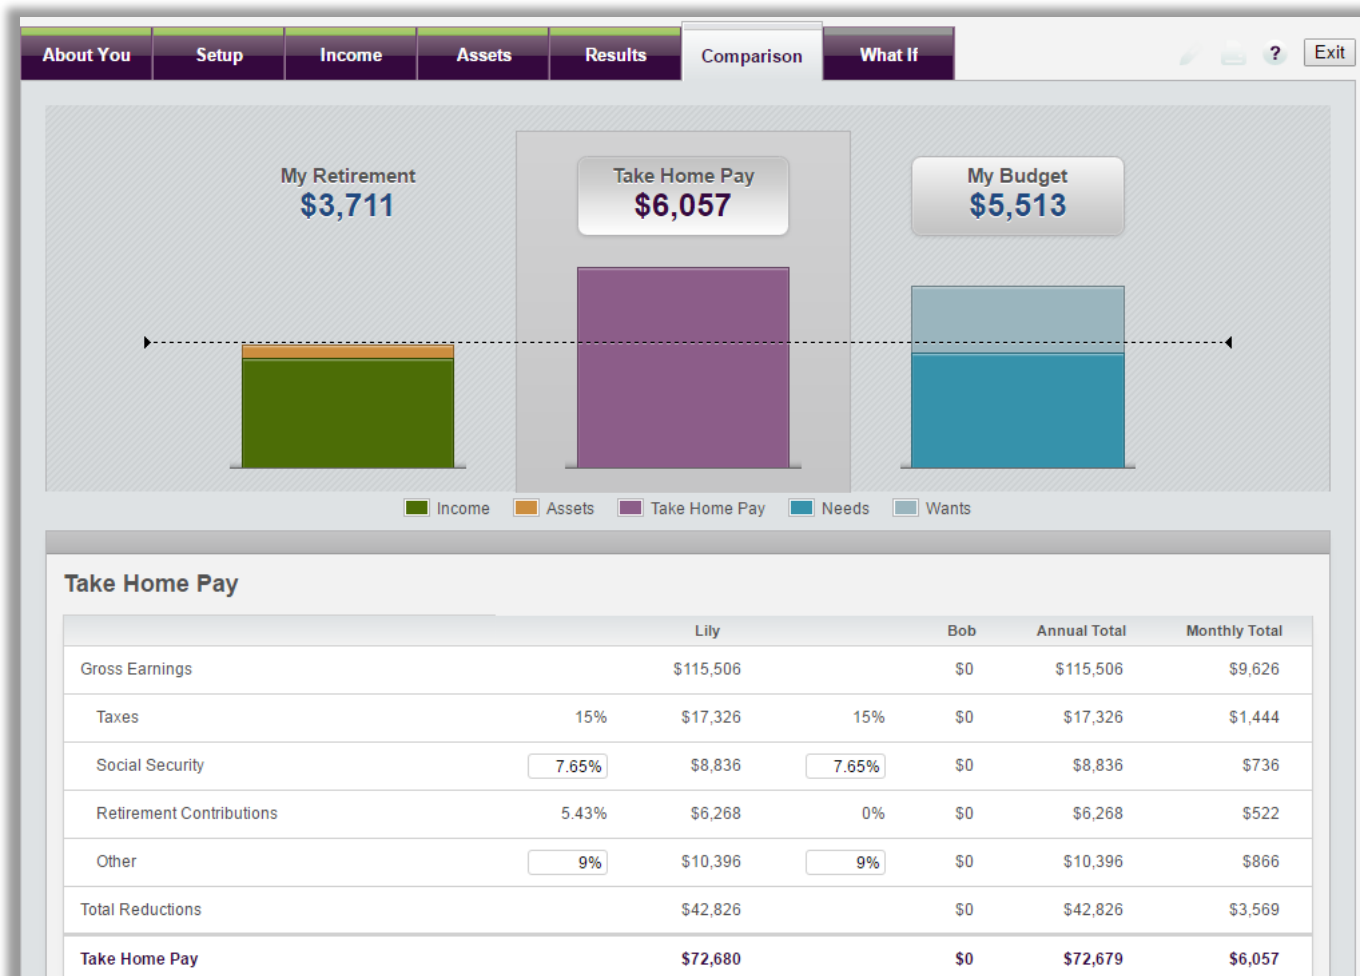 About You Setup Income Assets Results Comparison What If ? Exit
My Retirement Take Home Pay My Budget
$3,711 $6,057 $5,513
Income Assets Take Home Pay Needs Wants
Take Home Pay
Lily Bob Annual Total Monthly Total
Gross Earnings $115,506 $0 $115,506 $9,626
Taxes 15% $17,326 15% $0 $17,326 $1,444
Social Security 7.65% $8,836 7.65% $0 $8,836 $736
Retirement Contributions 5.43% $6,268 0% $0 $6,268 $522
Other 9% $10,396 9% $0 $10,396 $866
Total Reductions $42,826 $0 $42,826 $3,569
Take Home Pay $72,680 $0 $72,679 $6,057